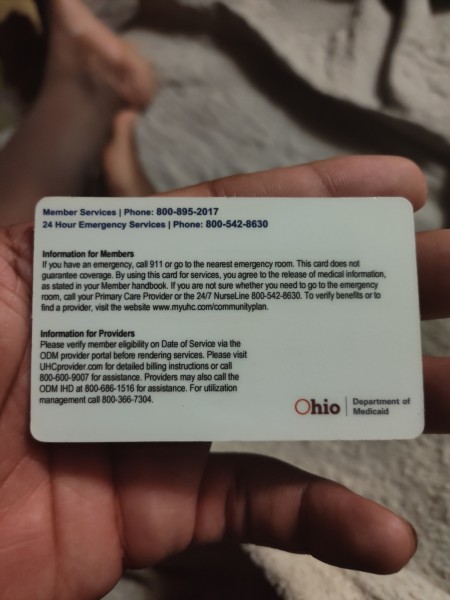 Member Services | Phone: 800-895-2017
24 Hour Emergency Services | Phone: 800-542-8630
Information for Members
If you have an emergency, call 911 or go to the nearest emergency room. This card does not
guarantee coverage. By using this card for services, you agree to the release of medical information,
as stated in your Member handbook. If you are not sure whether you need to go to the emergency
room, call your Primary Care Provider or the 24/7 NurseLine 800-542-8630. To verify benefits or to
find a provider, visit the website www.myuhc.com/communityplan.
Information for Providers
Please verify member eligibility on Date of Service via the
ODM provider portal before rendering services. Please visit
UHCprovider.com for detailed billing instructions or call
800-600-9007 for assistance. Providers may also call the
ODM IHD at 800-686-1516 for assistance. For utilization
management call 800-366-7304.
Ohio | Department of
Medicaid